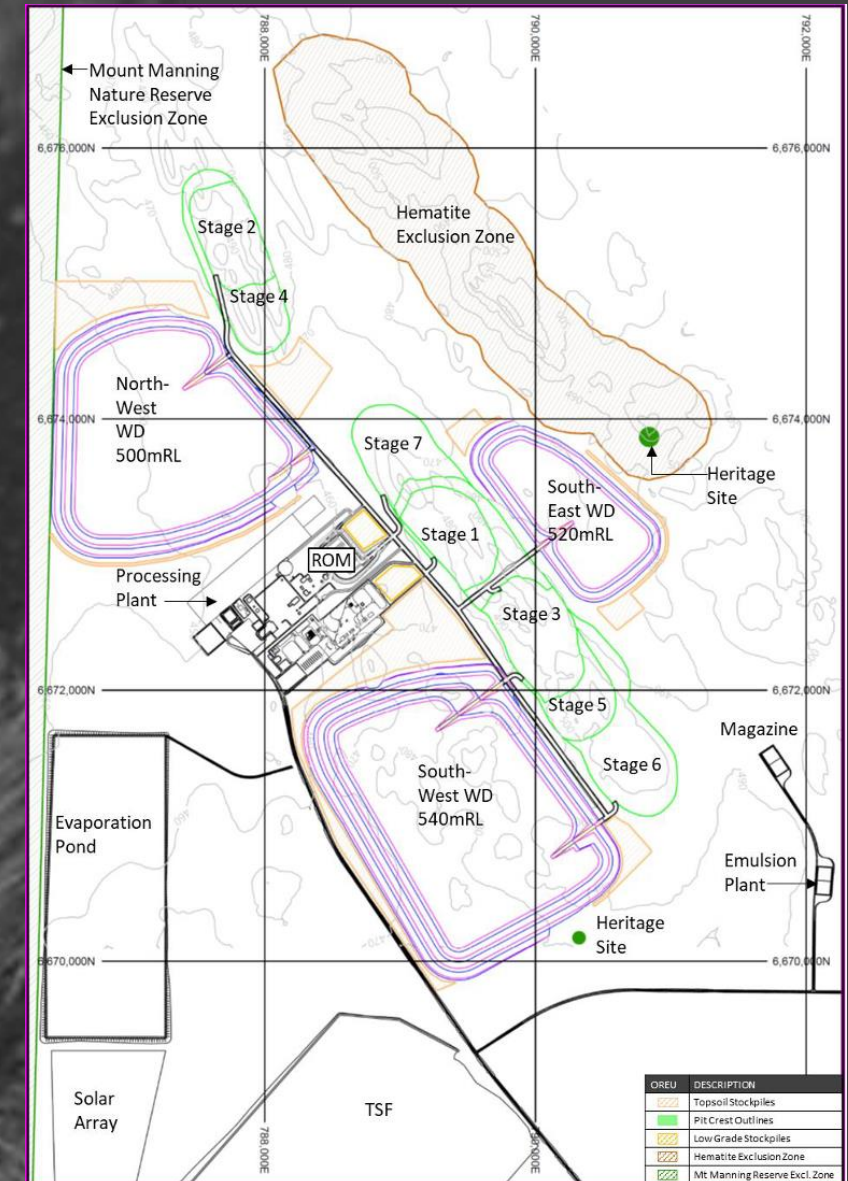 788,000E
790,000E
792,000E
Mount Manning
Nature Reserve
Exclusion Zone
6,676,000N
6,676,000N
Hematite
Exclusion Zone
Stage 2
Stage 4
North-
West
WD
500mRL
6,674,000N
6,674,000N
Stage 7
Heritage
Site
South-
East WD
520mRL
Stage 1
ROM
Processing
Plant
Stage 3
6,672,000N
6,672,000N
Stage 5
Magazine
Stage 6
South-
West WD
540mRL
Evaporation
Pond
Emulsion
Plant
Heritage
Site
6,670,000N
6,670,000N
Solar
Array
TSF
788,000E
790,000E
OREU DESCRIPTION
Topsoil Stockpiles
Pit Crest Outlines
Low Grade Stockpiles
Hematite Exclusion Zone
Mt Manning Reserve Excl. Zone